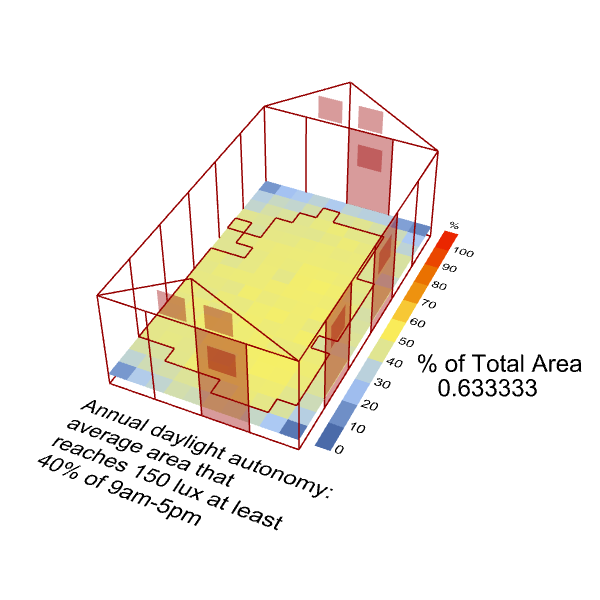 %
100
90
80
70
60
50
40
30
20
10
0
% of Total Area
0.633333
Annual daylight autonomy:
average area that
reaches 150 lux at least
40% of 9am-5pm